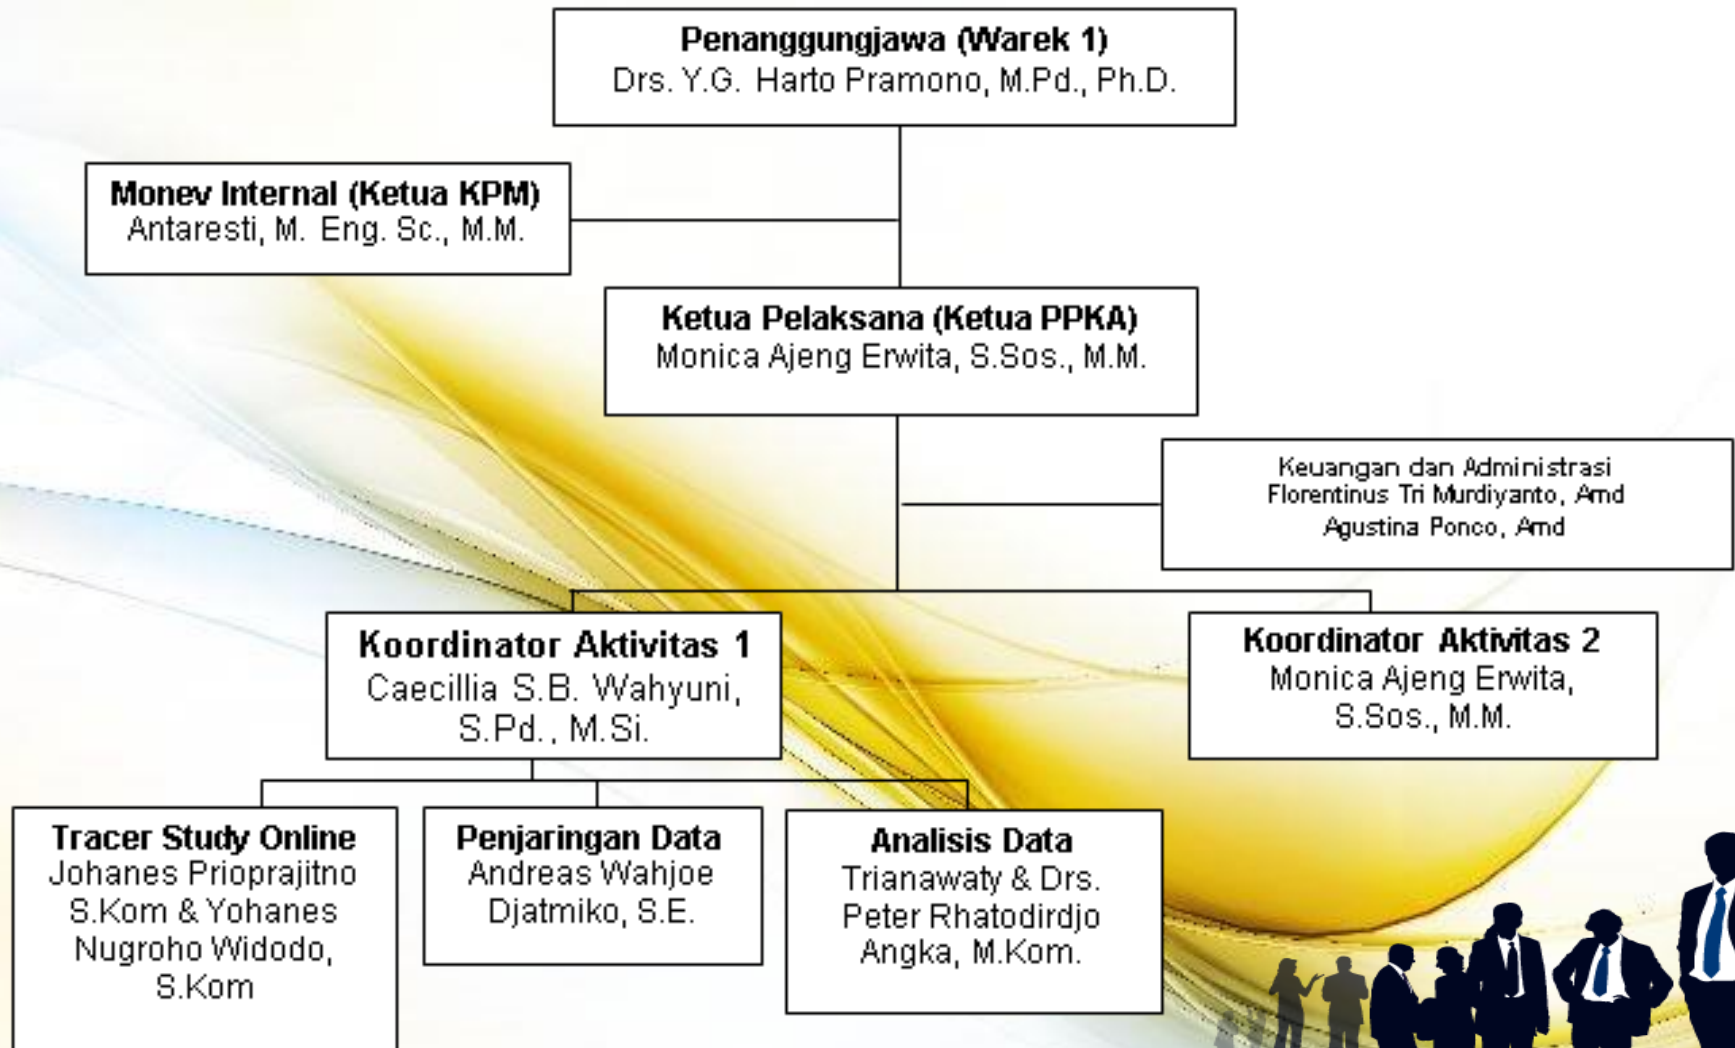 Penanggungjawa (Warek 1)
Drs. Y.G. Harto Pramono, M.Pd., Ph.D.
Monev Internal (Ketua KPM)
Antaresti, M. Eng. Sc., M.M.
Ketua Pelaksana (Ketua PPKA)
Monica Ajeng Erwita, S.Sos., M.M.
Keuangan dan Administrasi
Florentinus Tri Murdiyanto, Amd
Agustina Ponco, Amd
Koordinator Aktivitas 1
Caecillia S.B. Wahyuni,
S.Pd., M.Si.
Koordinator Aktivitas 2
Monica Ajeng Erwita,
S.Sos., M.M.
Tracer Study Online
Johanes Prioprajitno
S.Kom & Yohanes
Nugroho Widodo,
S.Kom
Penjaringan Data
Andreas Wahjoe
Djatmiko, S.E.
Analisis Data
Trianawaty & Drs.
Peter Rhatodirdjo
Angka, M.Kom.